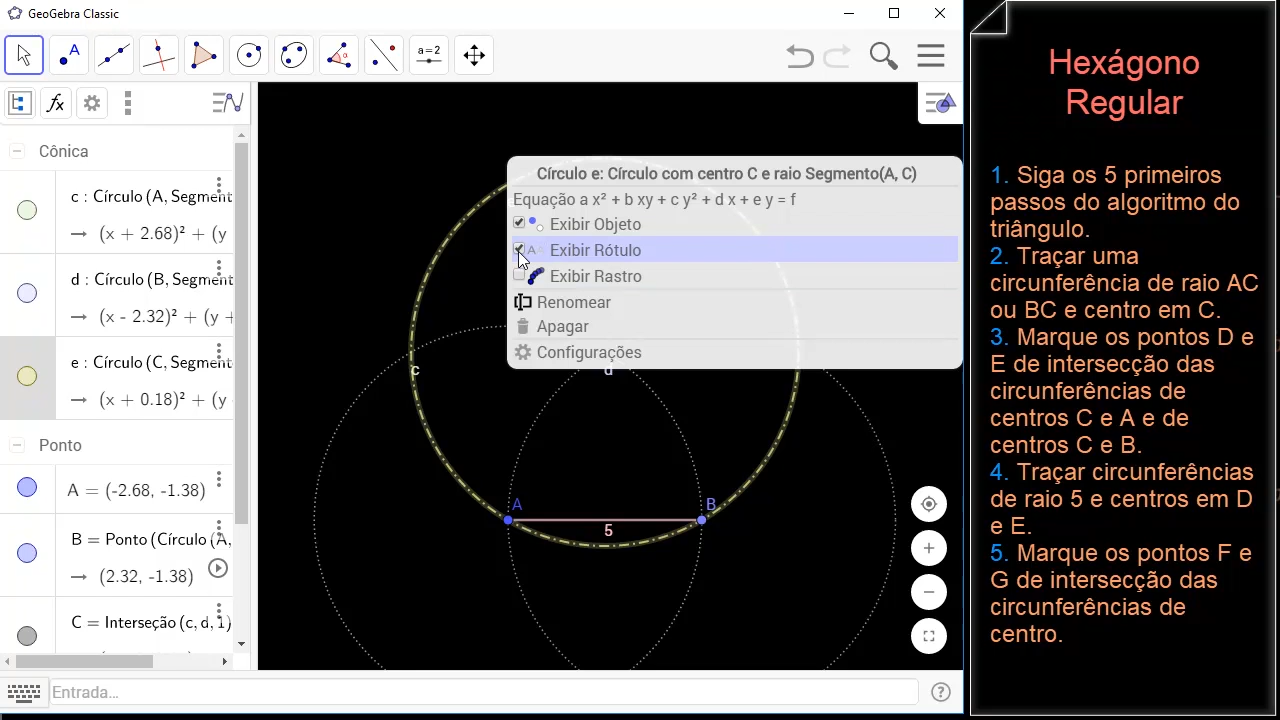 GeoGebra Classic
A
α
a=2
fx
Cônica
c : Círculo (A, Segment
→ (x + 2.68)² + (y
d : Círculo (B, Segment
→ (x - 2.32)² + (y +
e : Círculo (C, Segment
→ (x + 0.18)² + (y
Ponto
A = (-2.68, -1.38)
B = Ponto (Círculo (A,
→ (2.32, -1.38)
C = Interseção (c, d, 1)
Círculo e: Círculo com centro C e raio Segmento(A, C)
Equação a x² + b xy + c y² + d x + e y = f
Exibir Objeto
Exibir Rótulo
Exibir Rastro
Renomear
Apagar
Configurações
c
d
A
B
5
Entrada...
Hexágono
Regular
1. Siga os 5 primeiros
passos do algoritmo do
triângulo.
2. Traçar uma
circunferência de raio AC
ou BC e centro em C.
3. Marque os pontos D e
E de intersecção das
circunferências de
centros C e A e de
centros C e B.
4. Traçar circunferências
de raio 5 e centros em D
e E.
5. Marque os pontos F e
G de intersecção das
circunferências de
centro.